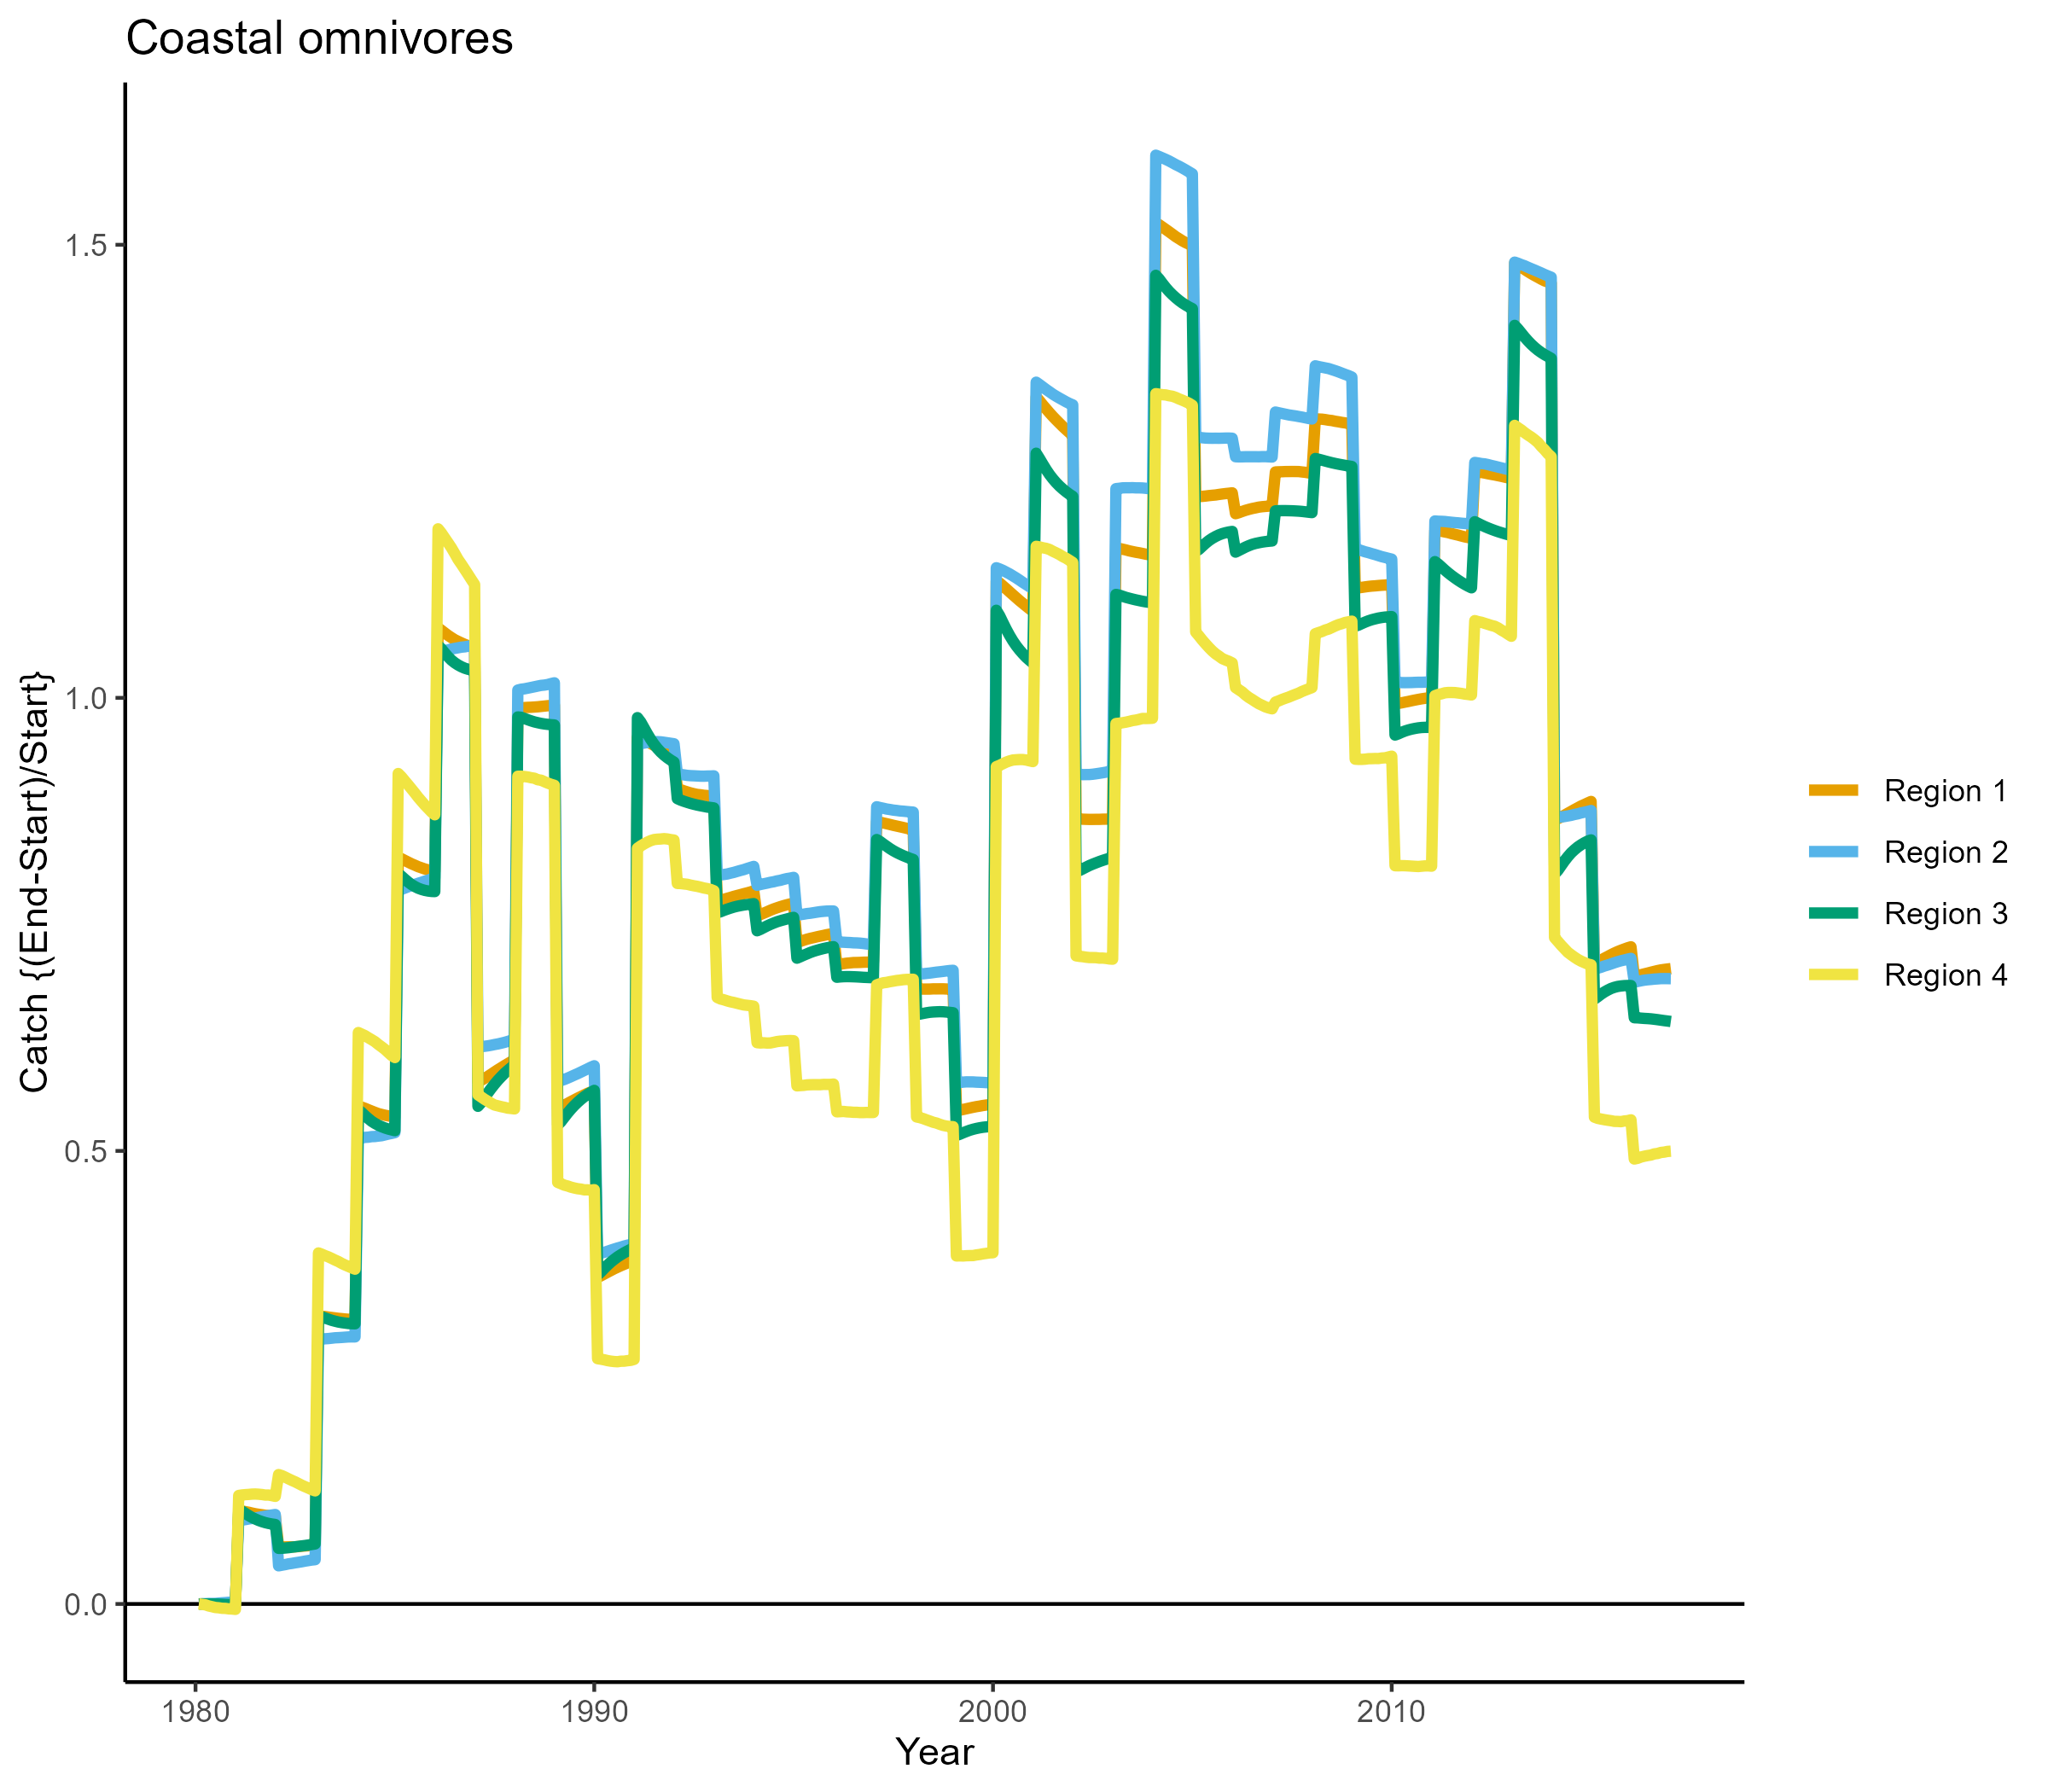 Coastal omnivores
Catch {(End-Start)/Start}
1.5
1.0
0.5
0.0
1980
1990
2000
2010
Year
Region 1
Region 2
Region 3
Region 4